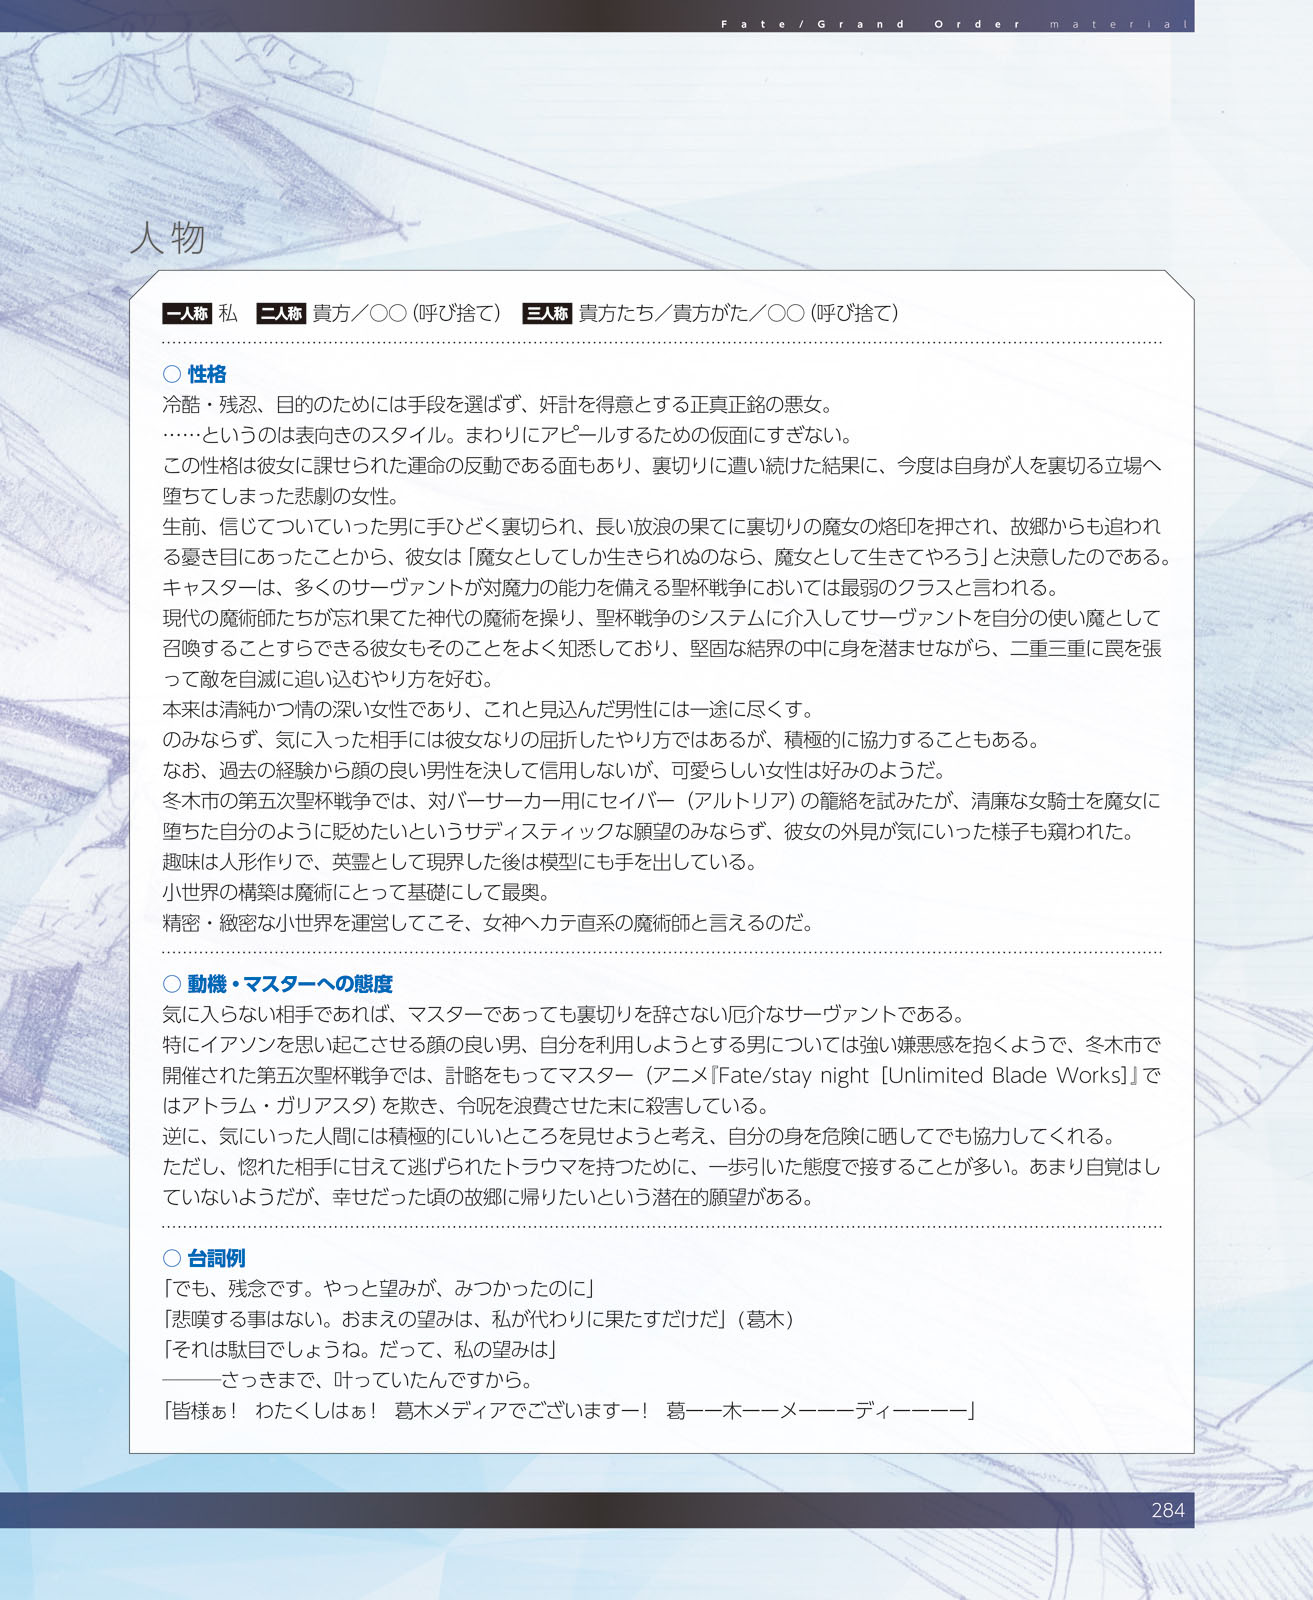 Fate/Grand Order material
人物
一人称 私 二人称 貴方／○○（呼び捨て） 三人称 貴方たち／貴方がた／○○（呼び捨て）
○ 性格
冷酷・残忍、目的のためには手段を選ばず、奸計を得意とする正真正銘の悪女。
……というのは表向きのスタイル。まわりにアピールするための仮面にすぎない。
この性格は彼女に課せられた運命の反動である面もあり、裏切りに遭い続けた結果に、今度は自身が人を裏切る立場へ
堕ちてしまった悲劇の女性。
生前、信じてついていった男に手ひどく裏切られ、長い放浪の果てに裏切りの魔女の烙印を押され、故郷からも追われ
る憂き目にあったことから、彼女は「魔女としてしか生きられぬのなら、魔女として生きてやろう」と決意したのである。
キャスターは、多くのサーヴァントが対魔力の能力を備える聖杯戦争においては最弱のクラスと言われる。
現代の魔術師たちが忘れ果てた神代の魔術を操り、聖杯戦争のシステムに介入してサーヴァントを自分の使い魔として
召喚することすらできる彼女もそのことをよく知悉しており、堅固な結界の中に身を潜ませながら、二重三重に罠を張
って敵を自滅に追い込むやり方を好む。
本来は清純かつ情の深い女性であり、これと見込んだ男性には一途に尽くす。
のみならず、気に入った相手には彼女なりの屈折したやり方ではあるが、積極的に協力することもある。
なお、過去の経験から顔の良い男性を決して信用しないが、可愛らしい女性は好みのようだ。
冬木市の第五次聖杯戦争では、対バーサーカー用にセイバー（アルトリア）の籠絡を試みたが、清廉な女騎士を魔女に
堕ちた自分のように貶めたいというサディスティックな願望のみならず、彼女の外見が気にいった様子も窺われた。
趣味は人形作りで、英霊として現界した後は模型にも手を出している。
小世界の構築は魔術にとって基礎にして最奥。
精密・緻密な小世界を運営してこそ、女神ヘカテ直系の魔術師と言えるのだ。
○ 動機・マスターへの態度
気に入らない相手であれば、マスターであっても裏切りを辞さない厄介なサーヴァントである。
特にイアソンを思い起こさせる顔の良い男、自分を利用しようとする男については強い嫌悪感を抱くようで、冬木市で
開催された第五次聖杯戦争では、計略をもってマスター（アニメ『Fate/stay night [Unlimited Blade Works]』で
はアトラム・ガリアスタ）を欺き、令呪を浪費させた末に殺害している。
逆に、気にいった人間には積極的にいいところを見せようと考え、自分の身を危険に晒してでも協力してくれる。
ただし、惚れた相手に甘えて逃げられたトラウマを持つために、一歩引いた態度で接することが多い。あまり自覚はし
ていないようだが、幸せだった頃の故郷に帰りたいという潜在的願望がある。
○ 台詞例
「でも、残念です。やっと望みが、みつかったのに」
「悲嘆する事はない。おまえの望みは、私が代わりに果たすだけだ」（葛木）
「それは駄目でしょうね。だって、私の望みは」
―――さっきまで、叶っていたんですから。
「皆様ぁ！　わたくしはぁ！　葛木メディアでございますー！　葛ーー木ーーメーーーディーーーー」
284